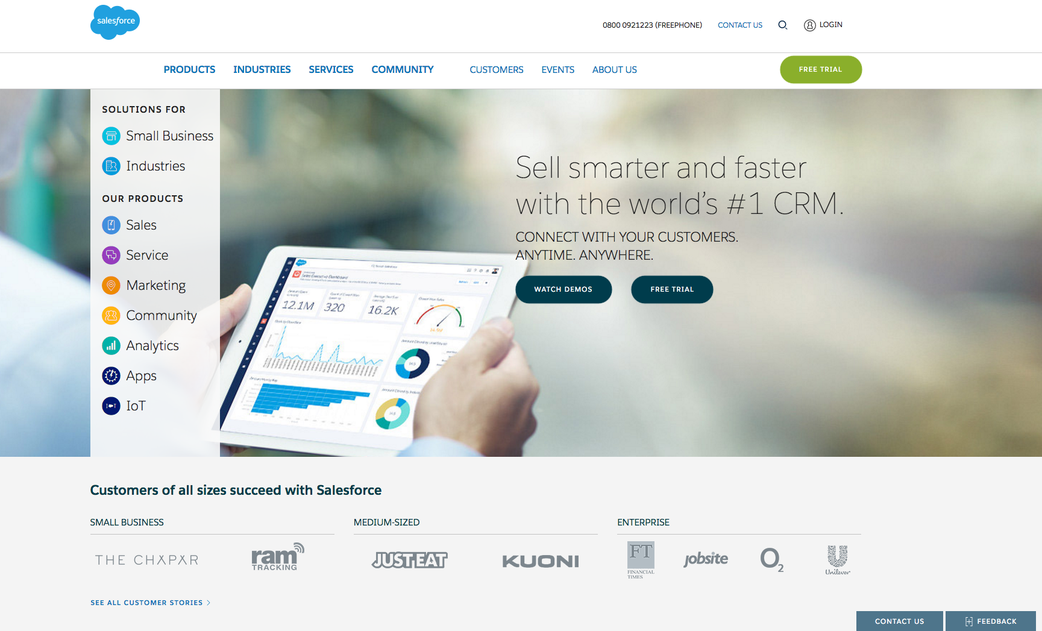 salesforce
0800 0921223 (FREEPHONE)
CONTACT US
LOGIN
PRODUCTS
INDUSTRIES
SERVICES
COMMUNITY
CUSTOMERS
EVENTS
ABOUT US
FREE TRIAL
SOLUTIONS FOR
Small Business
Industries
OUR PRODUCTS
Sales
Service
Marketing
Community
Analytics
Apps
IoT
Sell smarter and faster
with the world's #1 CRM.
CONNECT WITH YOUR CUSTOMERS.
ANYTIME. ANYWHERE.
WATCH DEMOS
FREE TRIAL
12.1M
320
16.2K
Customers of all sizes succeed with Salesforce
SMALL BUSINESS
MEDIUM-SIZED
ENTERPRISE
THE CHAPAR
ram
TRACKING
JUST EAT
KUONI
FT
FINANCIAL
TIMES
jobsite
O2
Unilever
SEE ALL CUSTOMER STORIES >
CONTACT US
FEEDBACK